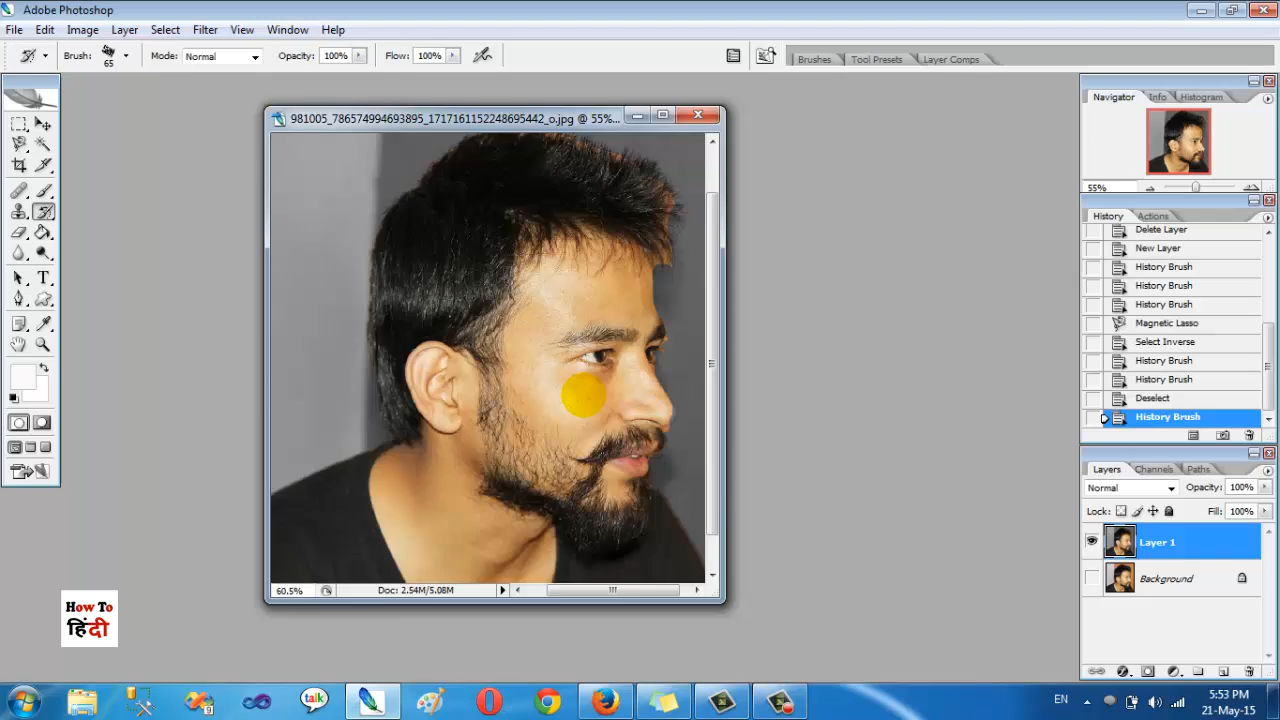 Adobe Photoshop
File Edit Image Layer Select Filter View Window Help
Brush: 65 Mode: Normal Opacity: 100% Flow: 100% Brushes Tool Presets Layer Comps
Navigator Info Histogram
55%
History Actions
Delete Layer
New Layer
History Brush
History Brush
History Brush
Magnetic Lasso
Select Inverse
History Brush
History Brush
Deselect
History Brush
Layers Channels Paths
Normal Opacity: 100%
Lock: Fill: 100%
Layer 1
Background
60.5% Doc: 2.54M/5.08M
How To
हिंदी
talk
9
EN
5:53 PM
21-May-15